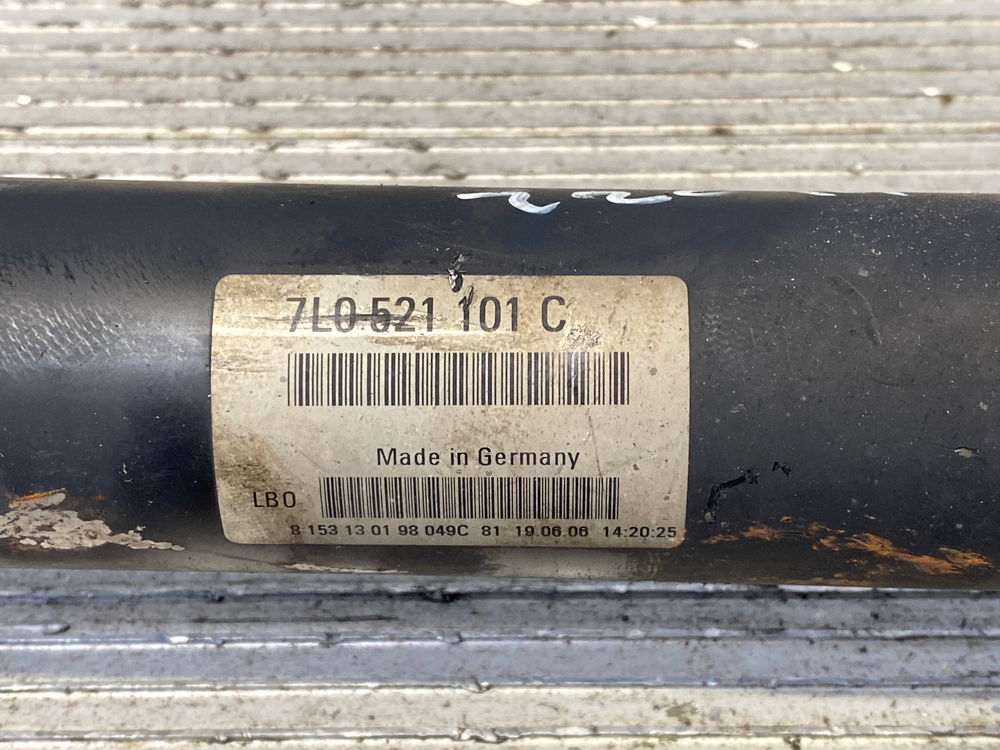 7L0 521 101 C
Made in Germany
LBO
8 153 13 01 98 049C 81 19.06.06 14:20:25